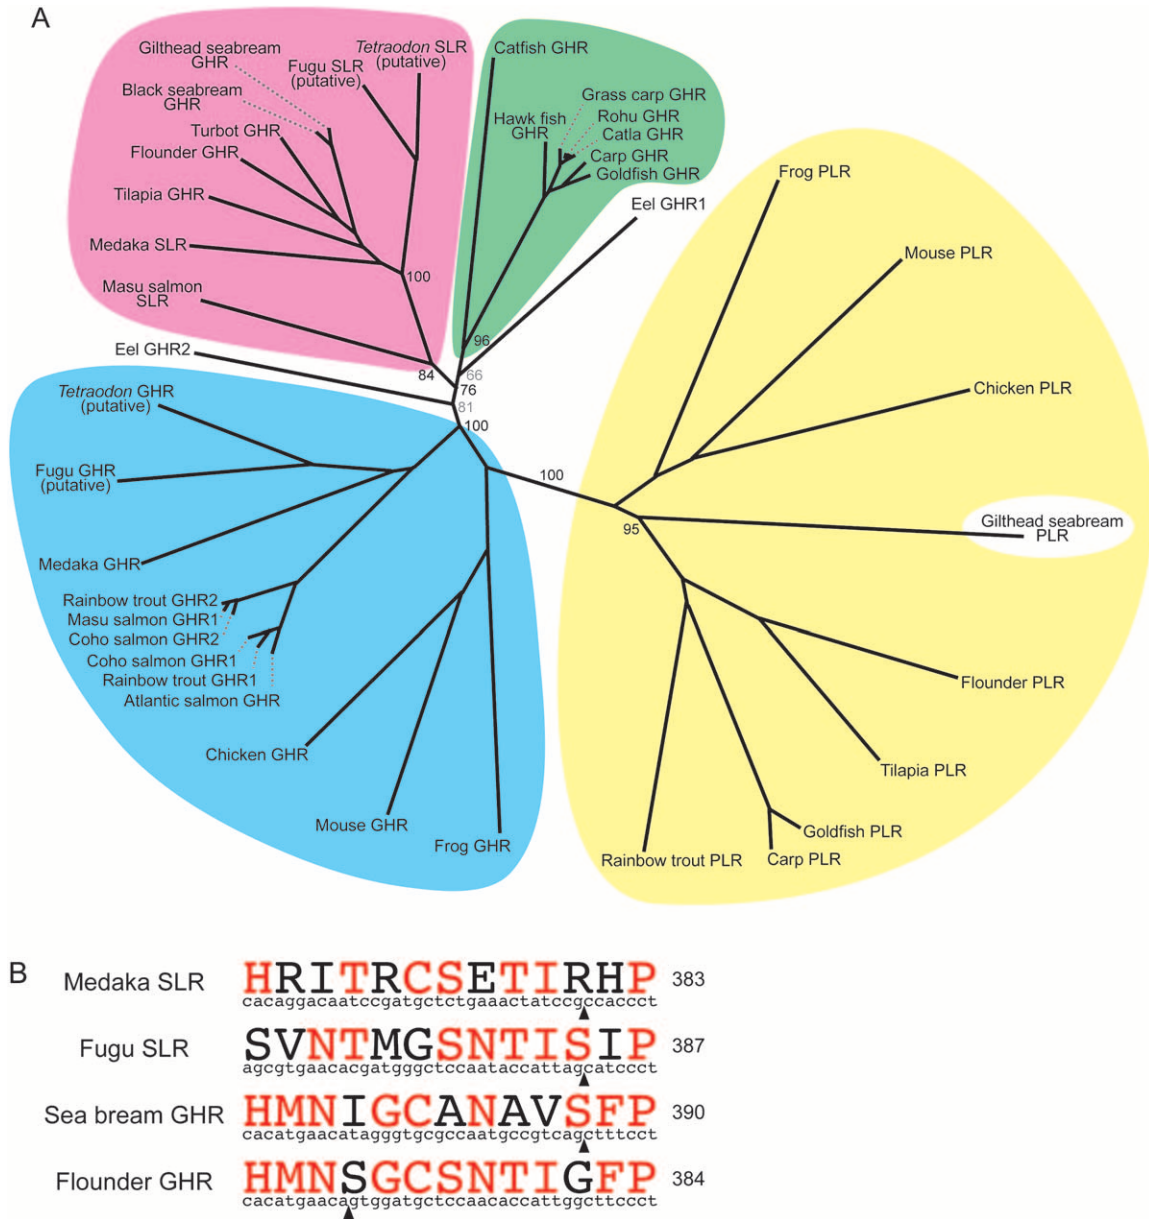 A
Gilthead seabream
GHR
Black seabream
GHR
Turbot GHR
Flounder GHR
Tilapia GHR
Medaka SLR
Masu salmon
SLR
Fugu SLR
(putative)
Tetraodon SLR
(putative)
100
84
Catfish GHR
Hawk fish
GHR
Grass carp GHR
Rohu GHR
Catla GHR
Carp GHR
Goldfish GHR
Eel GHR1
96
66
76
81
100
Eel GHR2
Tetraodon GHR
(putative)
Fugu GHR
(putative)
Medaka GHR
Rainbow trout GHR2
Masu salmon GHR1
Coho salmon GHR2
Coho salmon GHR1
Rainbow trout GHR1
Atlantic salmon GHR
Chicken GHR
Mouse GHR
Frog GHR
100
95
Frog PLR
Mouse PLR
Chicken PLR
Gilthead seabream
PLR
Flounder PLR
Tilapia PLR
Goldfish PLR
Carp PLR
Rainbow trout PLR
B
Medaka SLR HRITRCSETIRHP 383
cacaggacaatccgatgctctgaaactatccgccaccct
Fugu SLR SVNTMGSNTISIP 387
agcgtgaacacgatgggctccaataccattagcatccct
Sea bream GHR HMNIGCANAVSFP 390
cacatgaacatagggtgcgccaatgccgtcagctttcct
Flounder GHR HMNSGCSNTIGFP 384
cacatgaacagtggatgctccaacaccattggcttccct